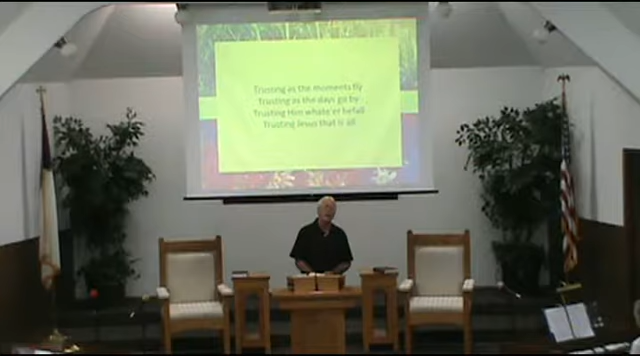 Trusting as the moments fly
Trusting as the days go by
Trusting Him whate'er befall
Trusting Jesus that is all